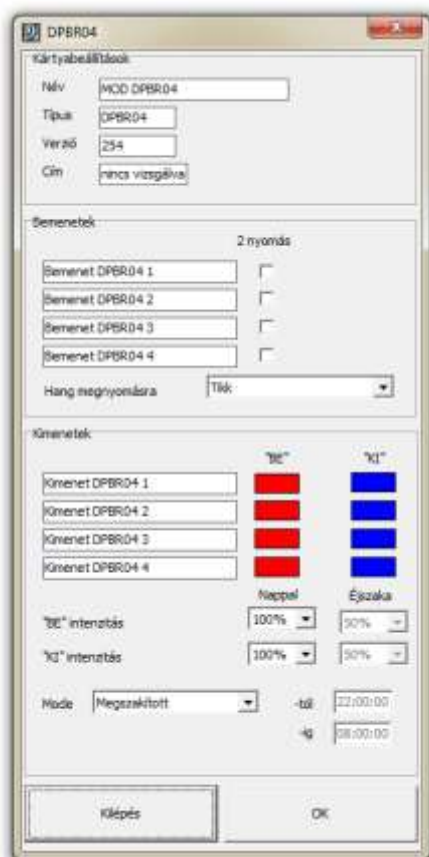 DPBR04
Kártyabeállítások
Név MOD DPBR04
Típus DPBR04
Verzió 254
Cím nincs vizsgálva
Bemenetek
2 nyomás
Bemenet DPBR04 1
Bemenet DPBR04 2
Bemenet DPBR04 3
Bemenet DPBR04 4
Hang megnyomásra Tikk
Kimenetek
"BE" "KI"
Kimenet DPBR04 1
Kimenet DPBR04 2
Kimenet DPBR04 3
Kimenet DPBR04 4
Nappal Éjszaka
"BE" intenzitás 100% 50%
"KI" intenzitás 100% 50%
Mode Megszakított -tól 22:00:00
-ig 08:00:00
Kilépés OK